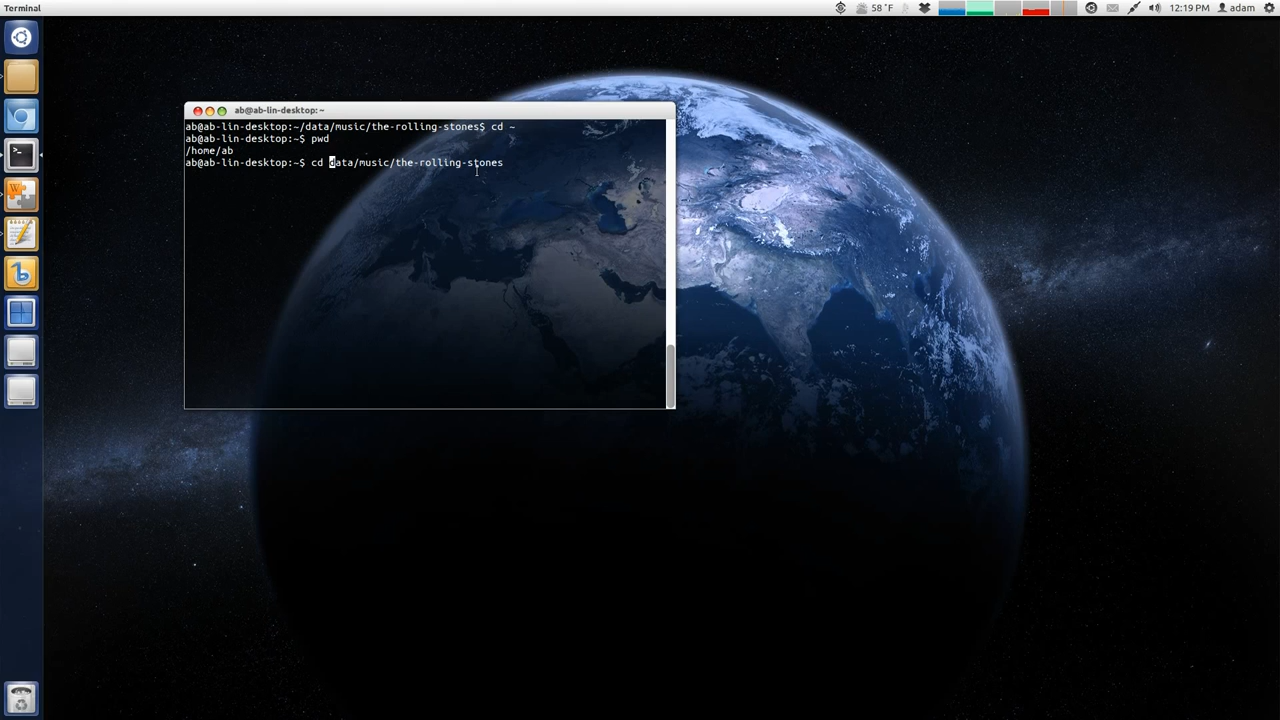 Terminal
58 °F
12:19 PM
adam
ab@ab-lin-desktop: ~
ab@ab-lin-desktop:~/data/music/the-rolling-stones$ cd ~
ab@ab-lin-desktop:~$ pwd
/home/ab
ab@ab-lin-desktop:~$ cd data/music/the-rolling-stones